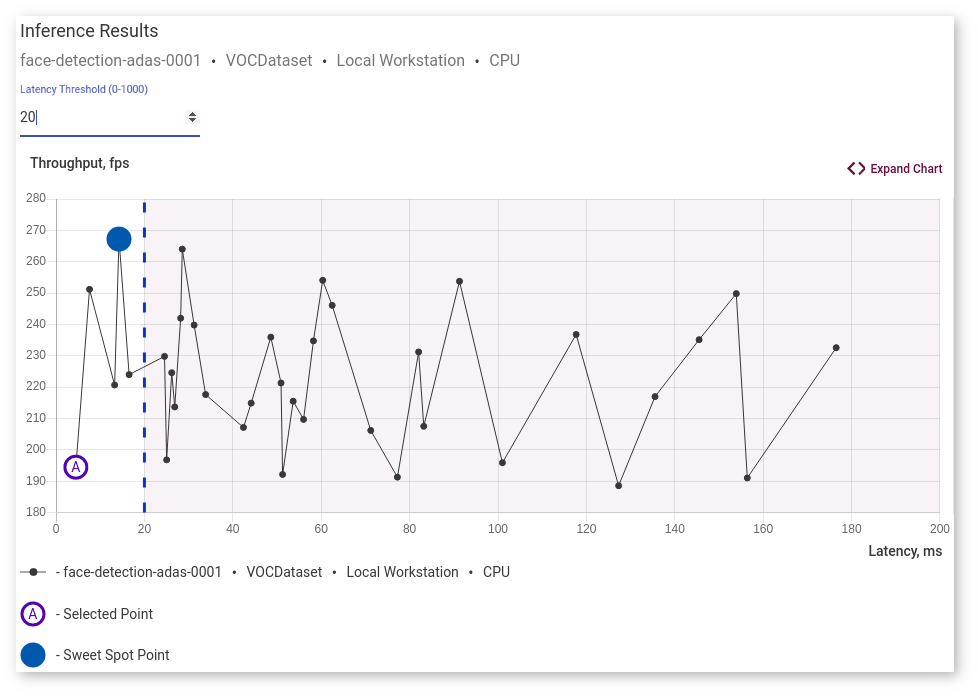 Inference Results
face-detection-adas-0001 • VOCDataset • Local Workstation • CPU
Latency Threshold (0-1000)
20
Throughput, fps
Expand Chart
280
270
260
250
240
230
220
210
200
190
180
A
0 20 40 60 80 100 120 140 160 180 200
Latency, ms
- face-detection-adas-0001 • VOCDataset • Local Workstation • CPU
A - Selected Point
- Sweet Spot Point